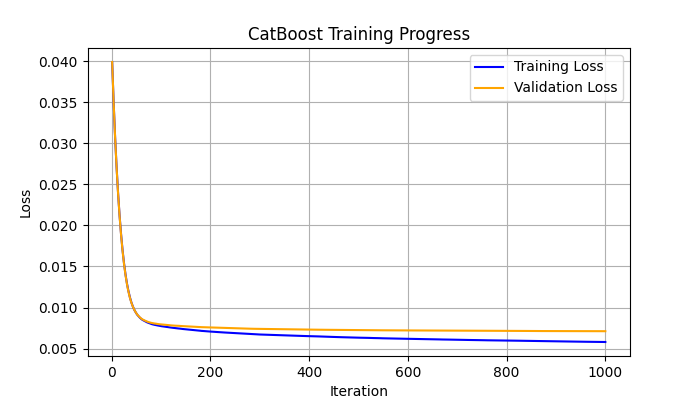 CatBoost Training Progress
Training Loss
Validation Loss
Loss
0.040
0.035
0.030
0.025
0.020
0.015
0.010
0.005
0 200 400 600 800 1000
Iteration